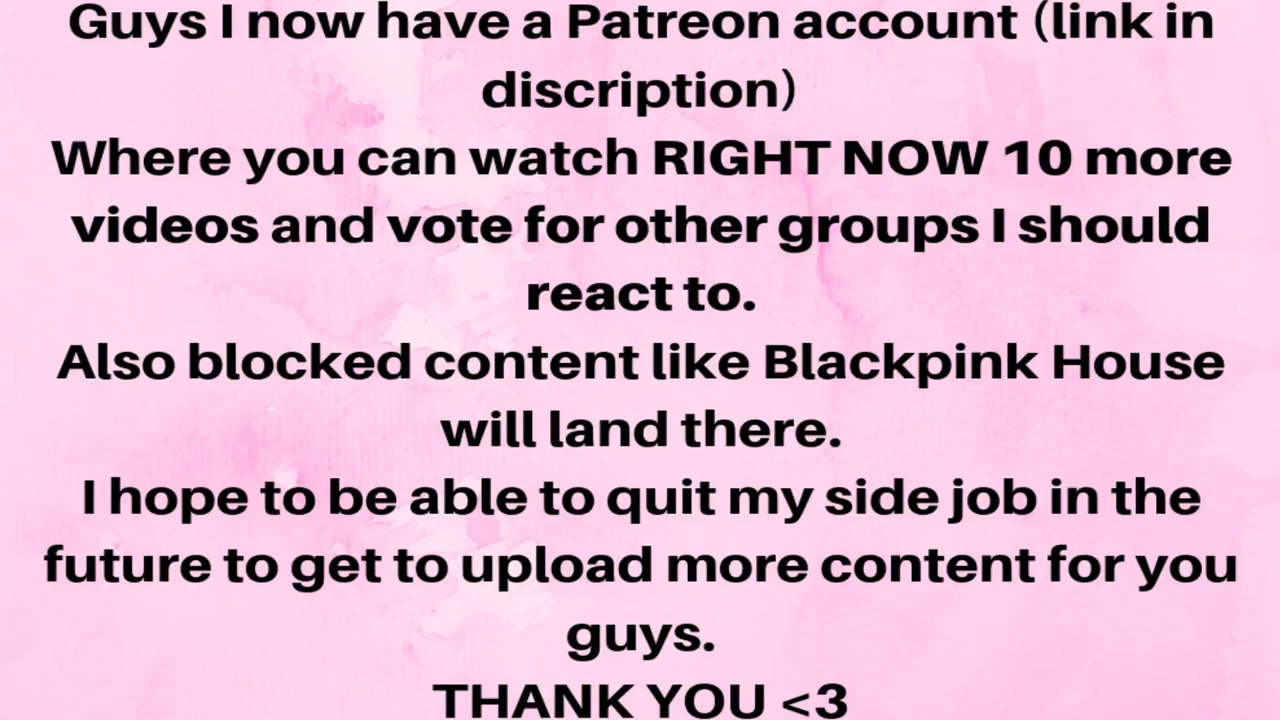 Guys I now have a Patreon account (link in
discription)
Where you can watch RIGHT NOW 10 more
videos and vote for other groups I should
react to.
Also blocked content like Blackpink House
will land there.
I hope to be able to quit my side job in the
future to get to upload more content for you
guys.
THANK YOU <3